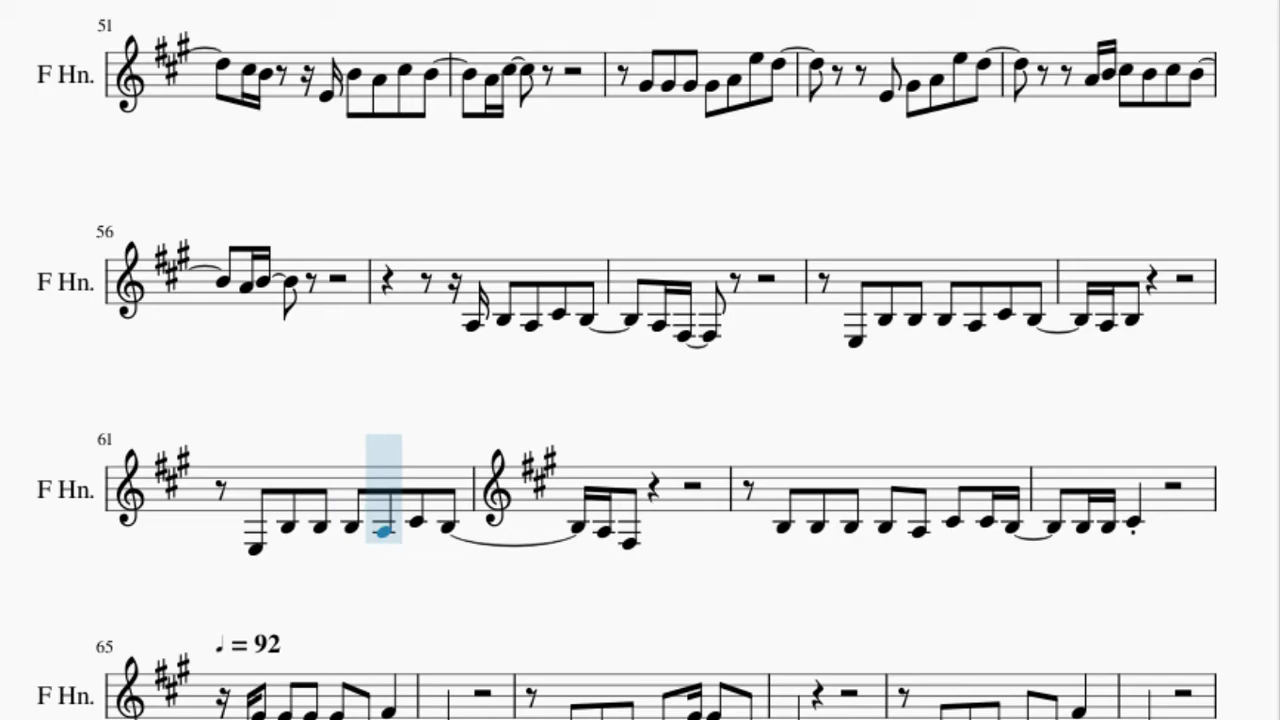 51
F Hn.
56
F Hn.
61
F Hn.
65
♩ = 92
F Hn.